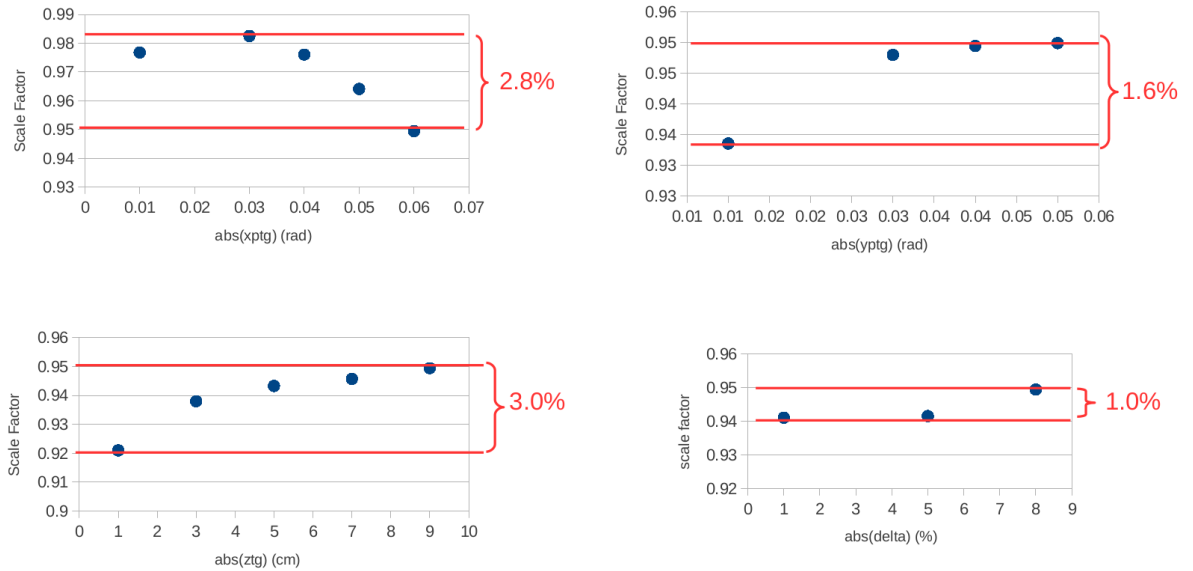 0.99
0.98
0.97
0.96
0.95
0.94
0.93
Scale Factor
0 0.01 0.02 0.03 0.04 0.05 0.06 0.07
abs(xptg) (rad)
2.8%
0.96
0.95
0.95
0.94
0.94
0.93
0.93
Scale Factor
0.01 0.01 0.02 0.02 0.03 0.03 0.04 0.04 0.05 0.05 0.06
abs(yptg) (rad)
1.6%
0.96
0.95
0.94
0.93
0.92
0.91
0.9
Scale Factor
0 1 2 3 4 5 6 7 8 9 10
abs(ztg) (cm)
3.0%
0.96
0.95
0.94
0.93
0.92
scale factor
0 1 2 3 4 5 6 7 8 9
abs(delta) (%)
1.0%